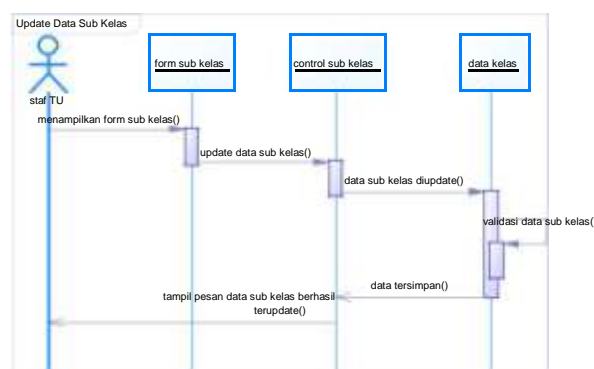 Update Data Sub Kelas
form sub kelas
control sub kelas
data kelas
staf TU
menampilkan form sub kelas()
update data sub kelas()
data sub kelas diupdate()
validasi data sub kelas(
data tersimpan()
tampil pesan data sub kelas berhasil
terupdate()